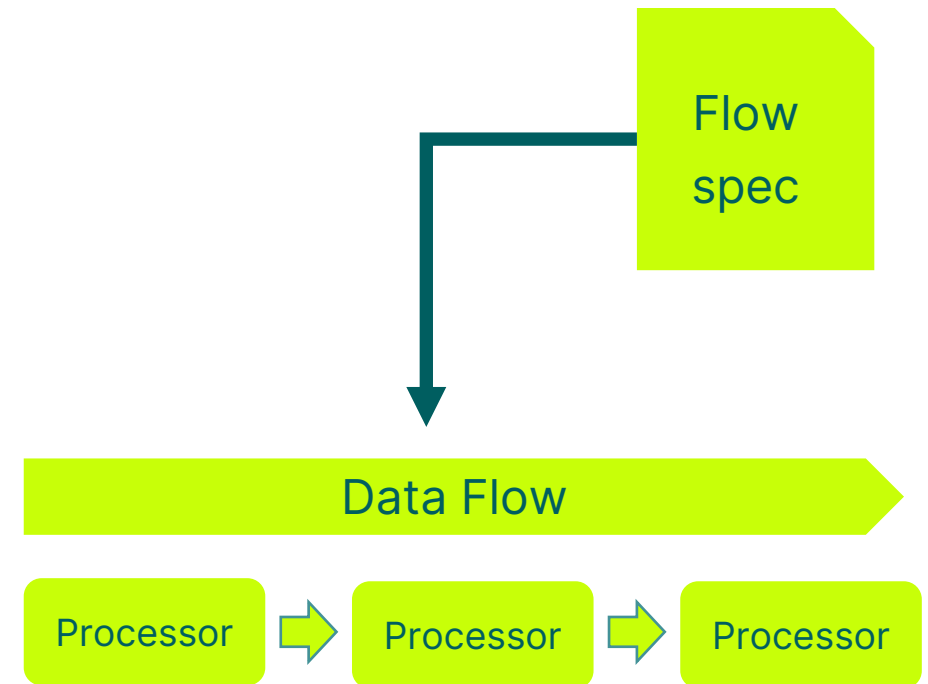 Flow
spec
Data Flow
Processor
Processor
Processor